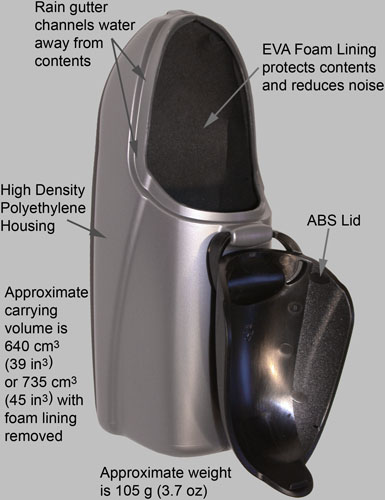 Rain gutter
channels water
away from
contents
EVA Foam Lining
protects contents
and reduces noise
High Density
Polyethylene
Housing
ABS Lid
Approximate
carrying
volume is
640 cm³
(39 in³)
or 735 cm³
(45 in³) with
foam lining
removed
Approximate weight
is 105 g (3.7 oz)